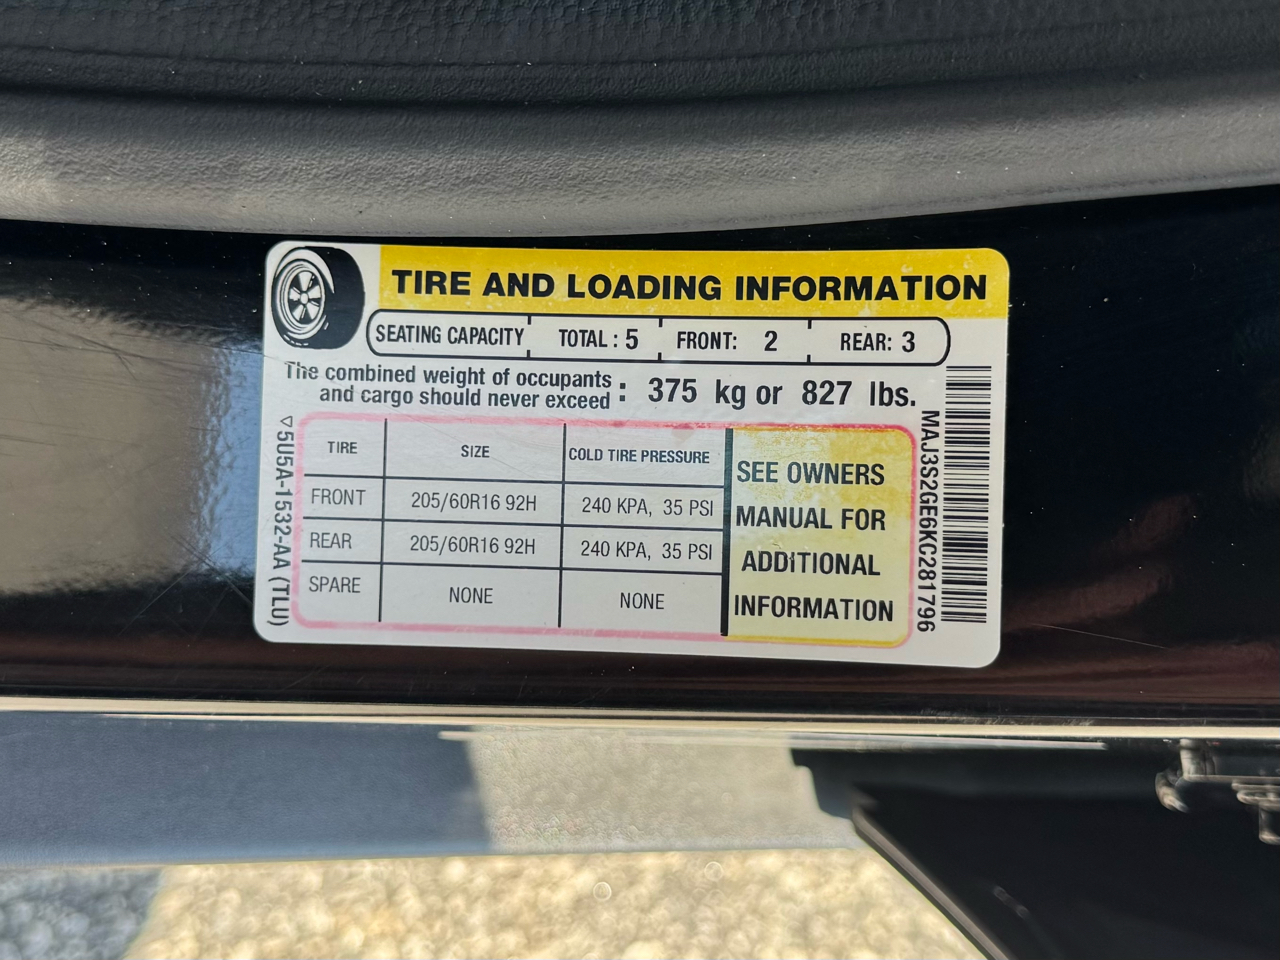 TIRE AND LOADING INFORMATION
SEATING CAPACITY TOTAL : 5 FRONT: 2 REAR: 3
The combined weight of occupants
and cargo should never exceed : 375 kg or 827 lbs.
TIRE SIZE COLD TIRE PRESSURE
FRONT 205/60R16 92H 240 KPA, 35 PSI
REAR 205/60R16 92H 240 KPA, 35 PSI
SPARE NONE NONE
SEE OWNERS
MANUAL FOR
ADDITIONAL
INFORMATION
5U5A-1532-AA (TLU)
MAJ3S2GE6KC281796